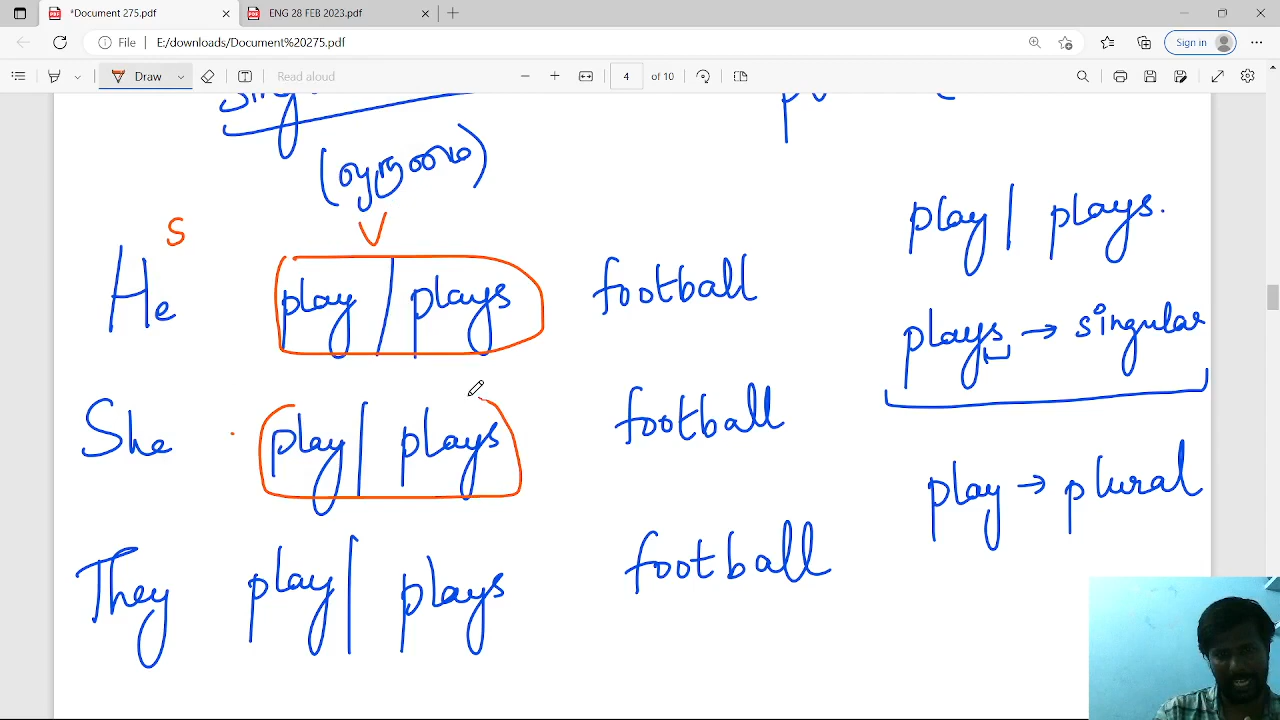 *Document 275.pdf
ENG 28 FEB 2023.pdf
File E:/downloads/Document%20275.pdf
Sign in
Draw
Read aloud
4 of 10
S
V
He play / plays football
play / plays.
plays → singular
She play / plays football
play → plural
They play / plays football